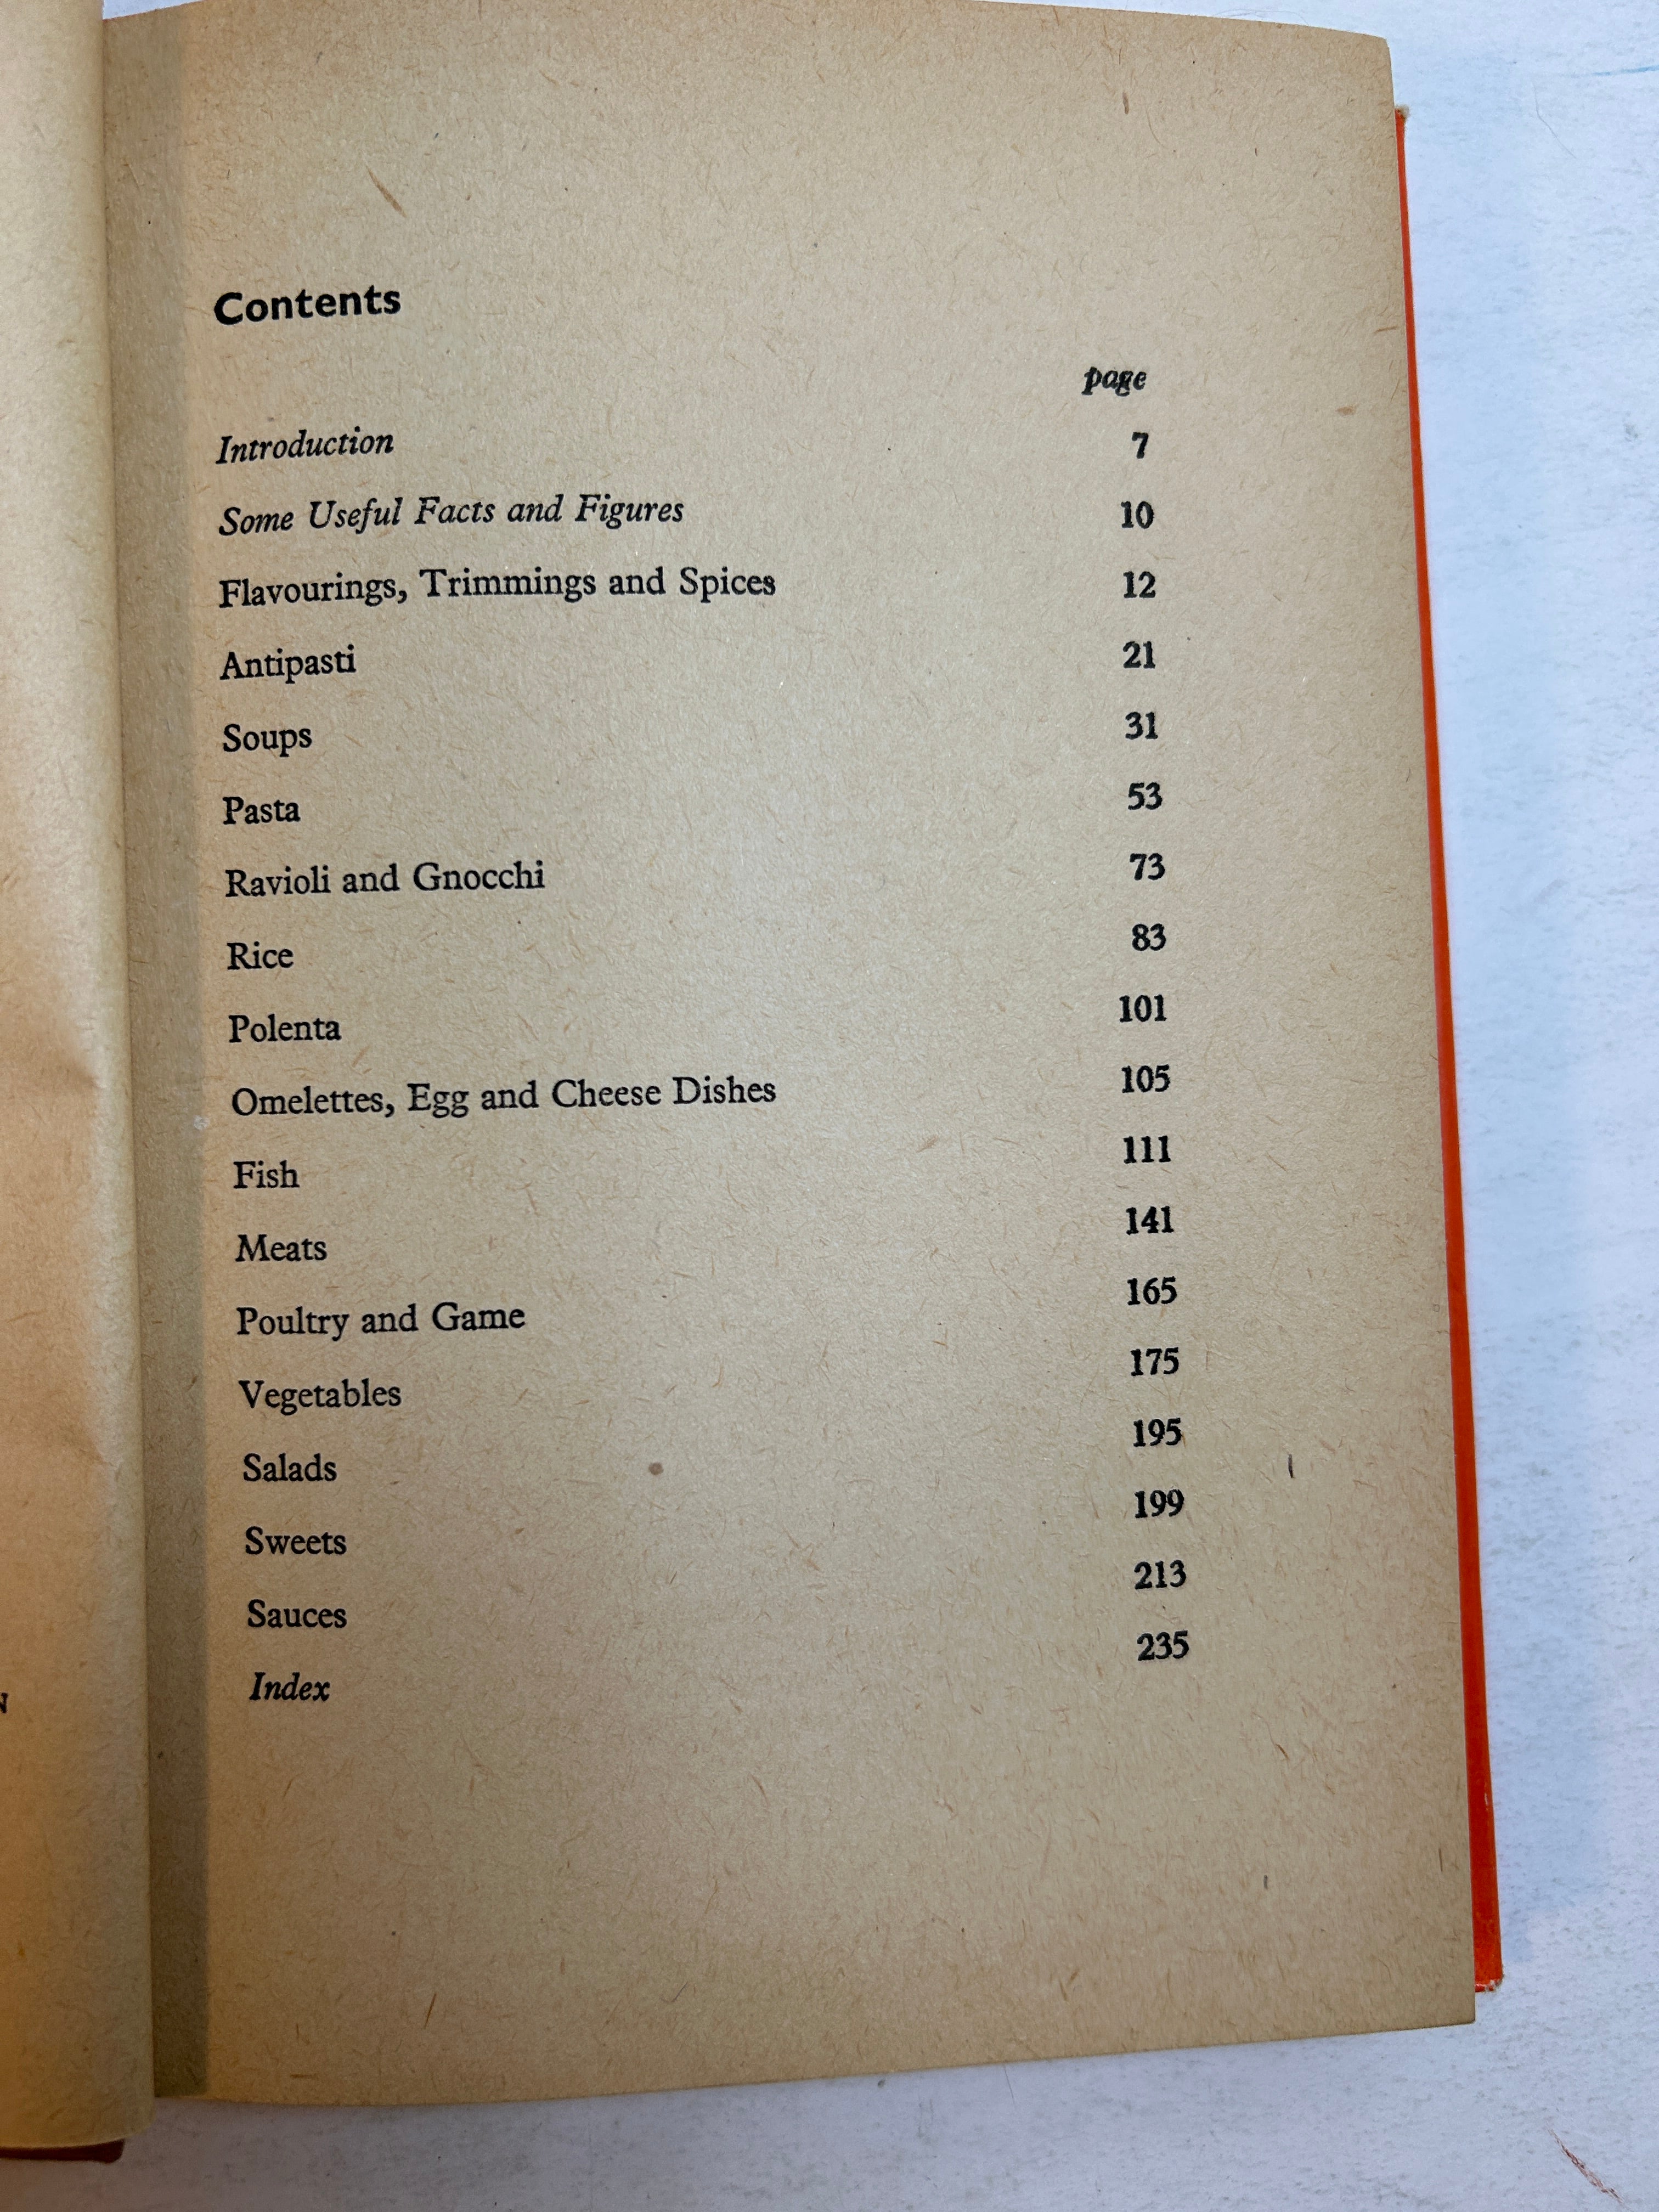 Contents
page
Introduction 7
Some Useful Facts and Figures 10
Flavourings, Trimmings and Spices 12
Antipasti 21
Soups 31
Pasta 53
Ravioli and Gnocchi 73
Rice 83
Polenta 101
Omelettes, Egg and Cheese Dishes 105
Fish 111
Meats 141
Poultry and Game 165
Vegetables 175
Salads 195
Sweets 199
Sauces 213
Index 235